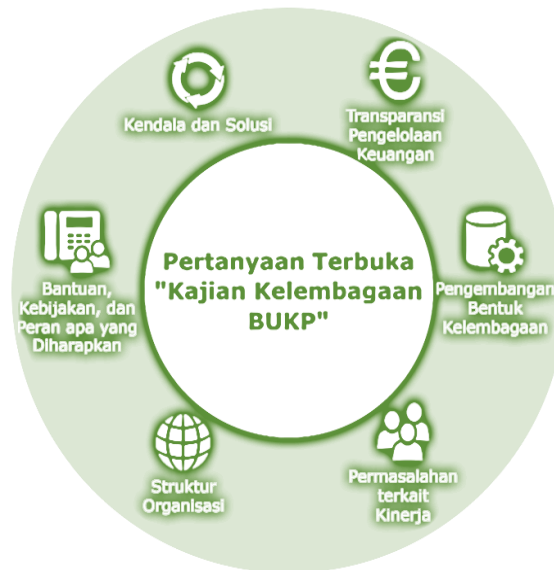 Kendala dan Solusi
Transparansi
Pengelolaan
Keuangan
Pertanyaan Terbuka
"Kajian Kelembagaan
BUKP"
Bantuan,
Kebijakan, dan
Peran apa yang
Diharapkan
Pengembangan
Bentuk
Kelembagaan
Struktur
Organisasi
Permasalahan
terkait
Kinerja